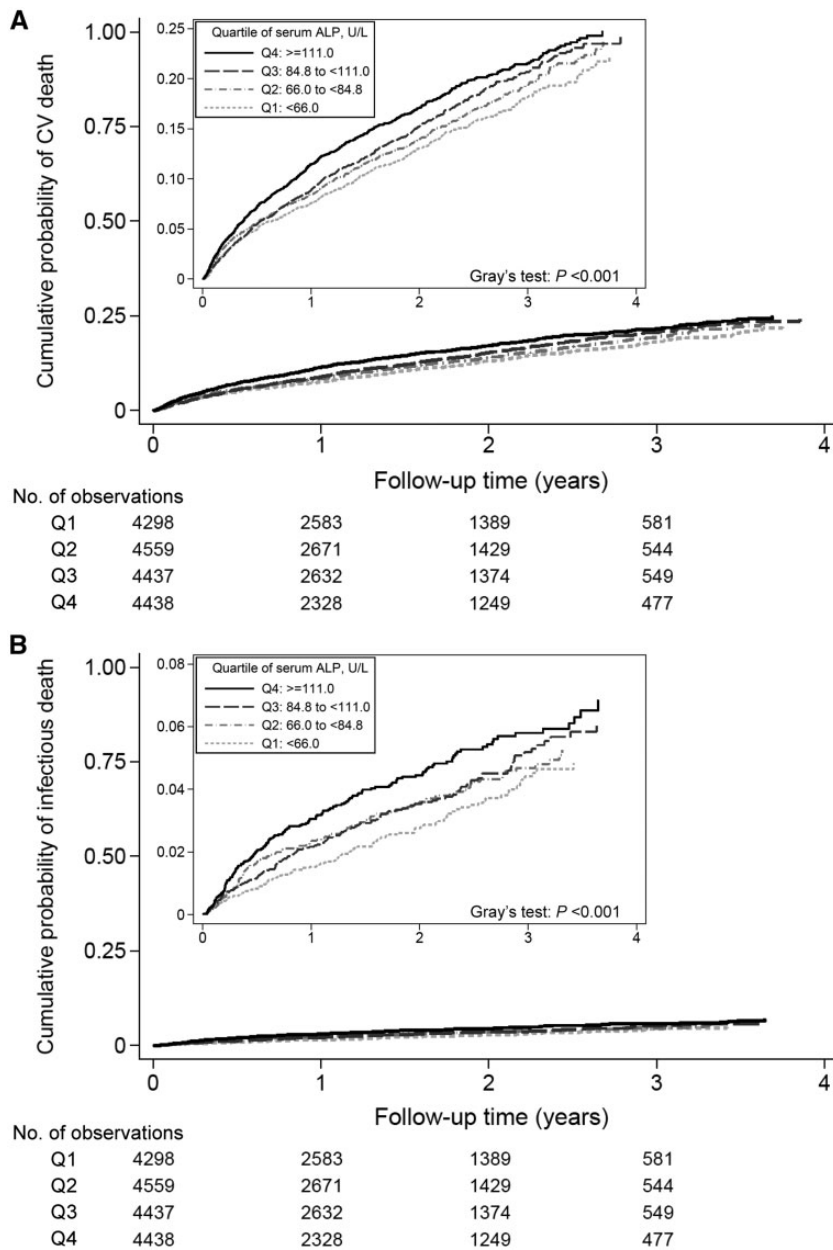 A
Cumulative probability of CV death
1.00
0.75
0.50
0.25
0
0.25
0.20
0.15
0.10
0.05
0
Quartile of serum ALP, U/L
Q4: >=111.0
Q3: 84.8 to <111.0
Q2: 66.0 to <84.8
Q1: <66.0
Gray's test: P <0.001
0 1 2 3 4
0 1 2 3 4
Follow-up time (years)
No. of observations
Q1 4298 2583 1389 581
Q2 4559 2671 1429 544
Q3 4437 2632 1374 549
Q4 4438 2328 1249 477
B
Cumulative probability of infectious death
1.00
0.75
0.50
0.25
0
0.08
0.06
0.04
0.02
0
Quartile of serum ALP, U/L
Q4: >=111.0
Q3: 84.8 to <111.0
Q2: 66.0 to <84.8
Q1: <66.0
Gray's test: P <0.001
0 1 2 3 4
0 1 2 3 4
Follow-up time (years)
No. of observations
Q1 4298 2583 1389 581
Q2 4559 2671 1429 544
Q3 4437 2632 1374 549
Q4 4438 2328 1249 477